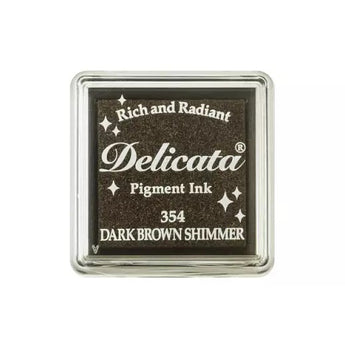 Rich and Radiant
Delicata®
Pigment Ink
354
DARK BROWN SHIMMER